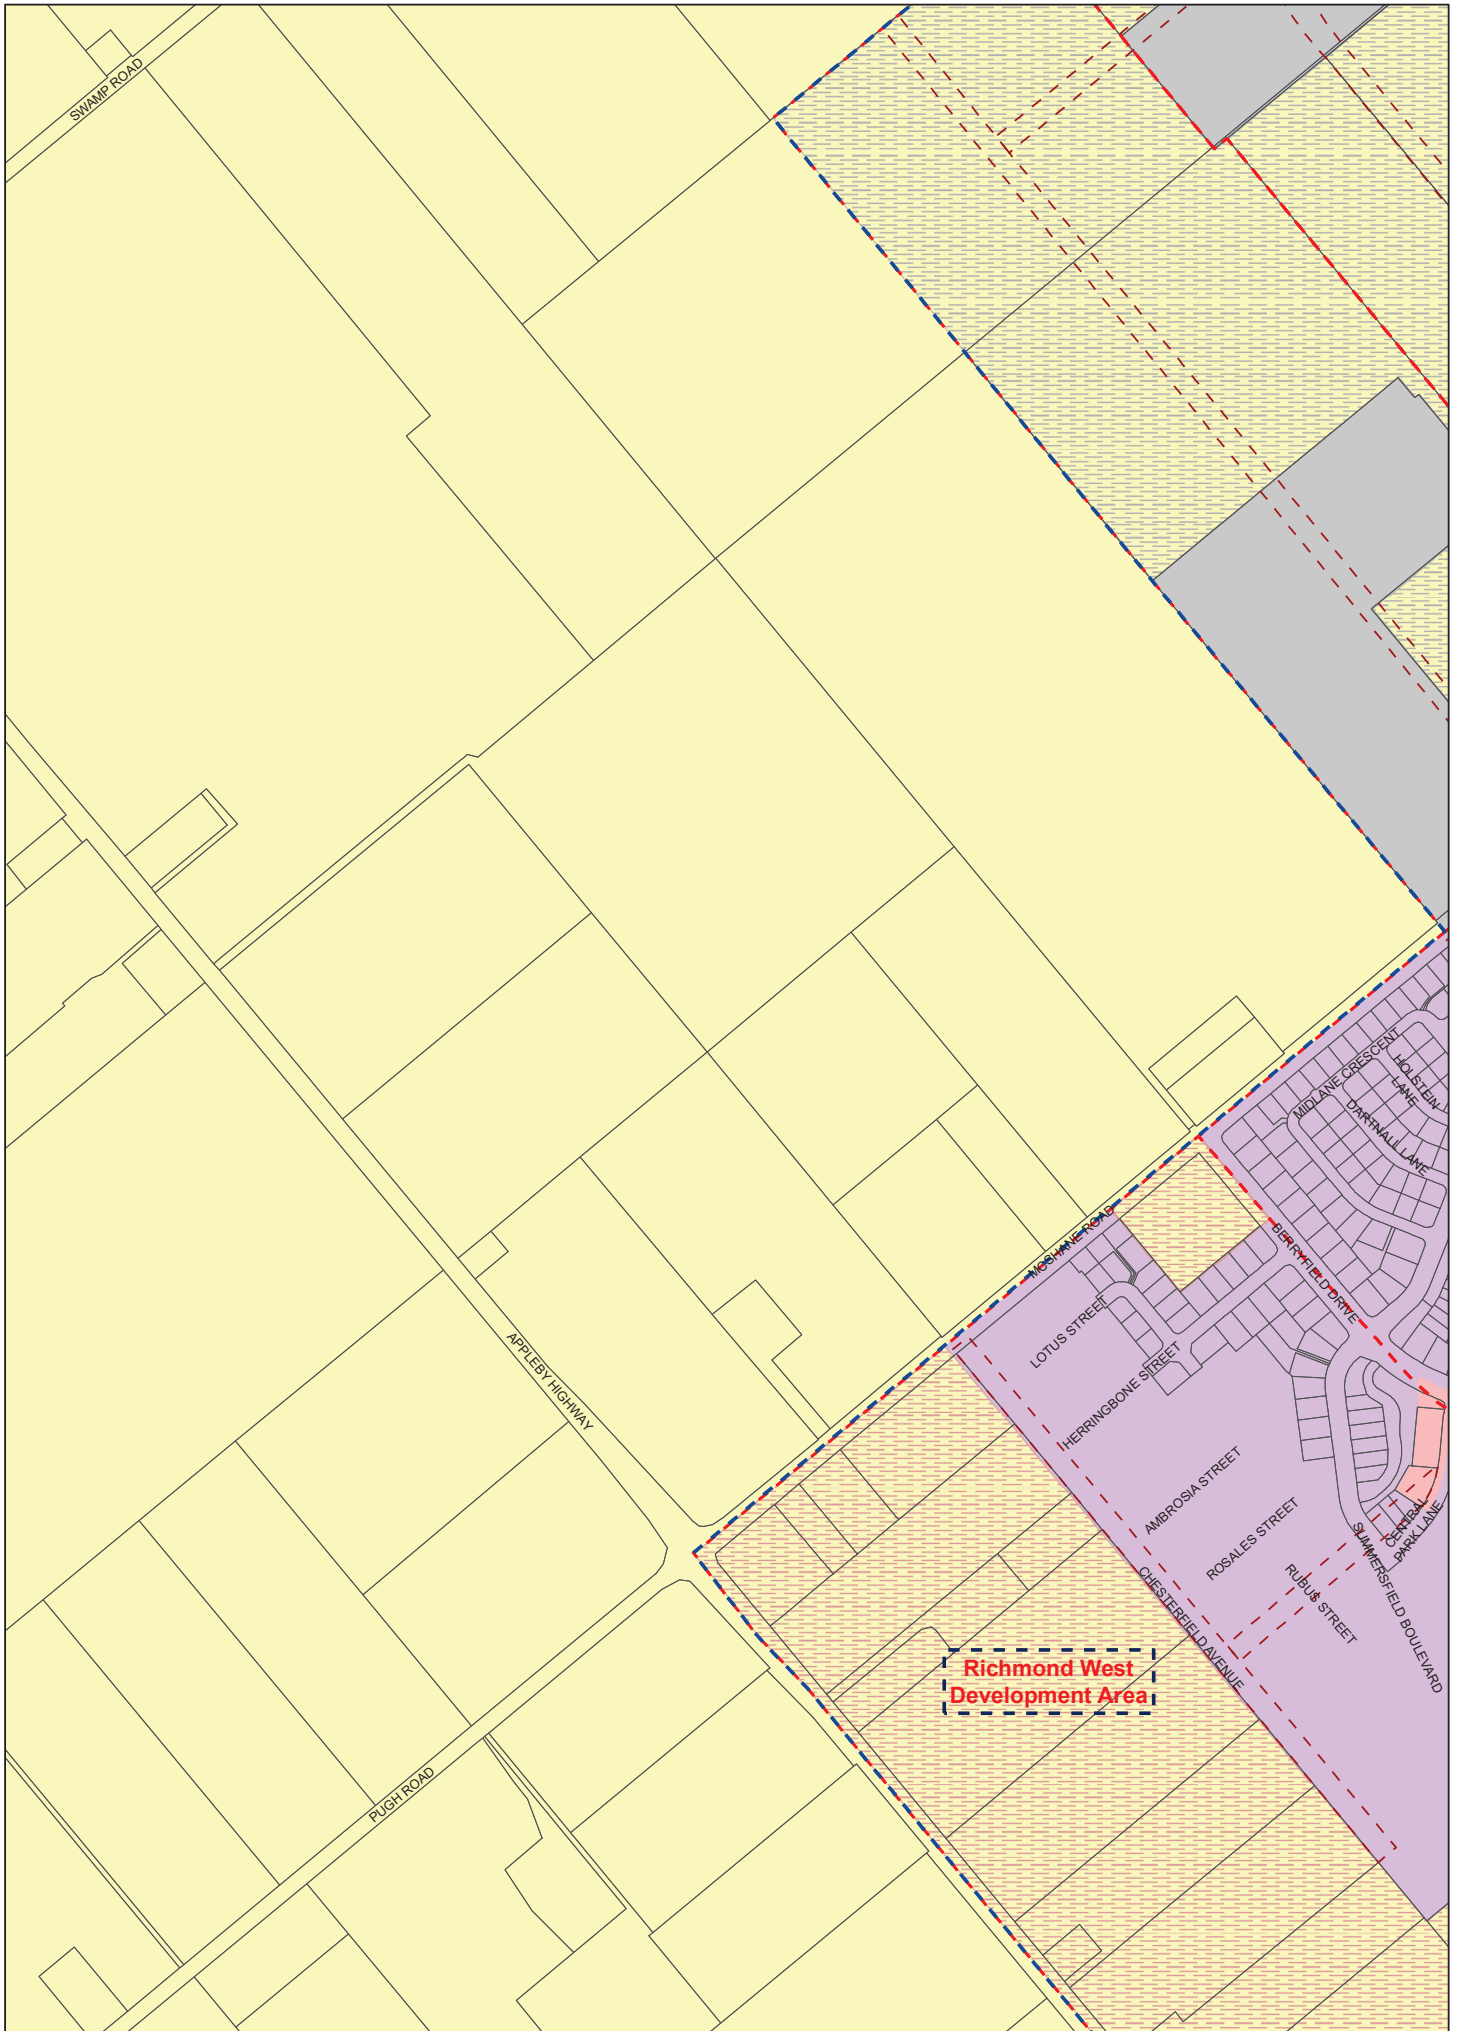 SWAMP ROAD
MIDLANE CRESCENT
HOLSTEIN
LANE
DARTNALL LANE
MCSHANE ROAD
BERRYFIELD DRIVE
LOTUS STREET
HERRINGBONE STREET
APPLEBY HIGHWAY
AMBROSIA STREET
ROSALES STREET
CENTRAL
PARK LANE
SUMMERSFIELD BOULEVARD
RUBUS STREET
CHESTERFIELD AVENUE
Richmond West
Development Area
PUGH ROAD